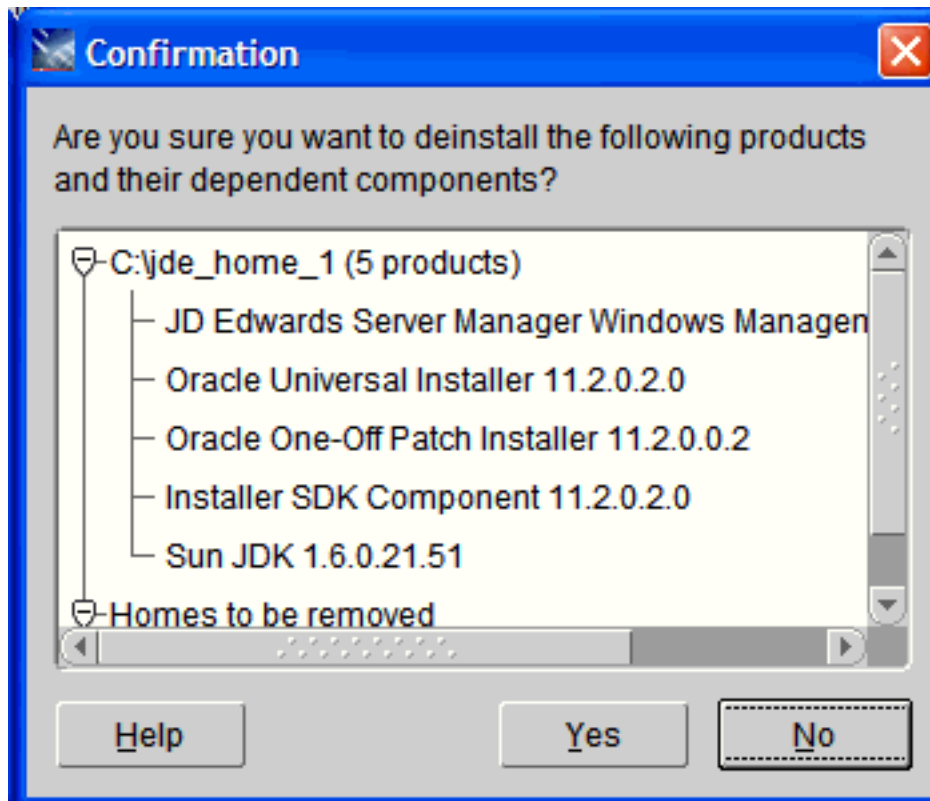 Confirmation
Are you sure you want to deinstall the following products
and their dependent components?
C:\jde_home_1 (5 products)
JD Edwards Server Manager Windows Managen
Oracle Universal Installer 11.2.0.2.0
Oracle One-Off Patch Installer 11.2.0.0.2
Installer SDK Component 11.2.0.2.0
Sun JDK 1.6.0.21.51
Homes to be removed
Help Yes No